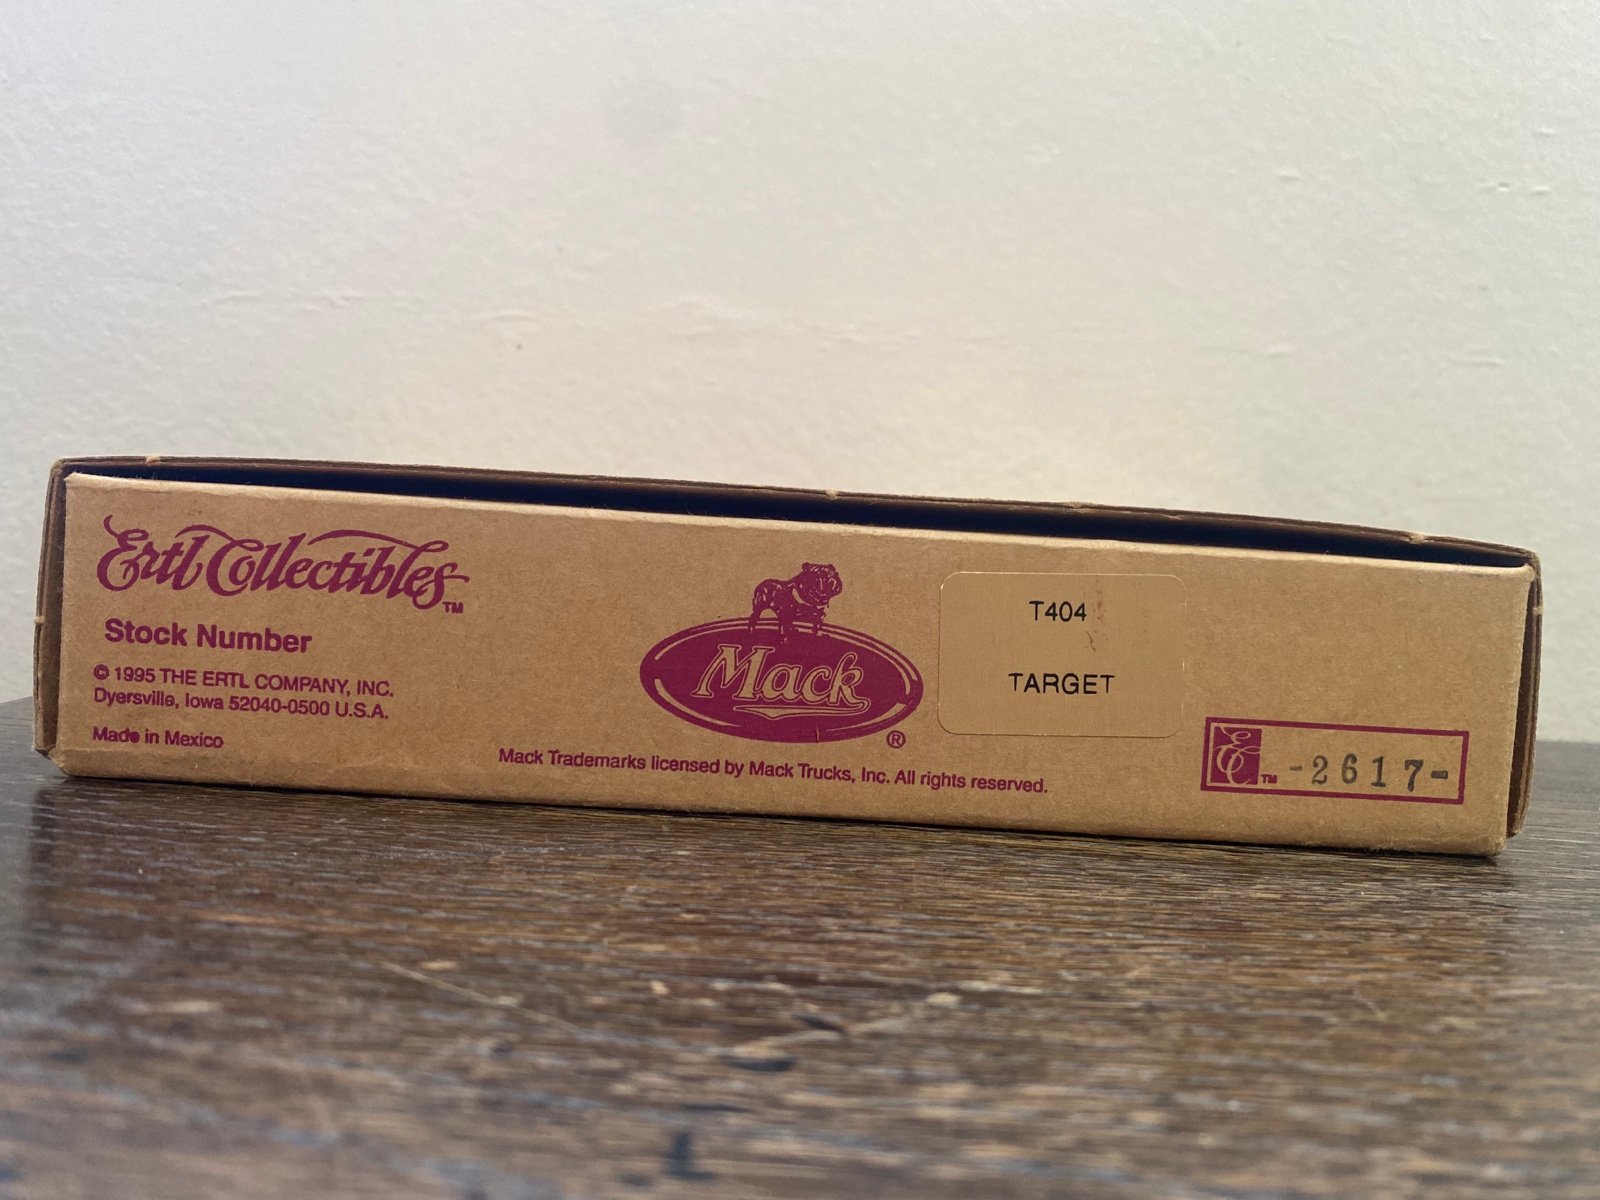 Ertl Collectibles™
Stock Number
© 1995 THE ERTL COMPANY, INC.
Dyersville, Iowa 52040-0500 U.S.A.
Made in Mexico
Mack®
Mack Trademarks licensed by Mack Trucks, Inc. All rights reserved.
T404
TARGET
EC™ -2617-